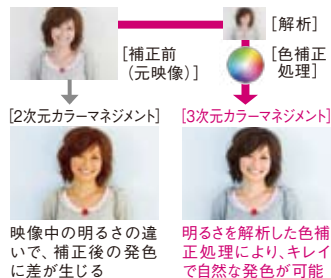 [解析]
[補正前
(元映像)]
[色補正
処理]
[2次元カラーマネジメント]
[3次元カラーマネジメント]
映像中の明るさの違
いで、補正後の発色
に差が生じる
明るさを解析した色補
正処理により、キレイ
で自然な発色が可能